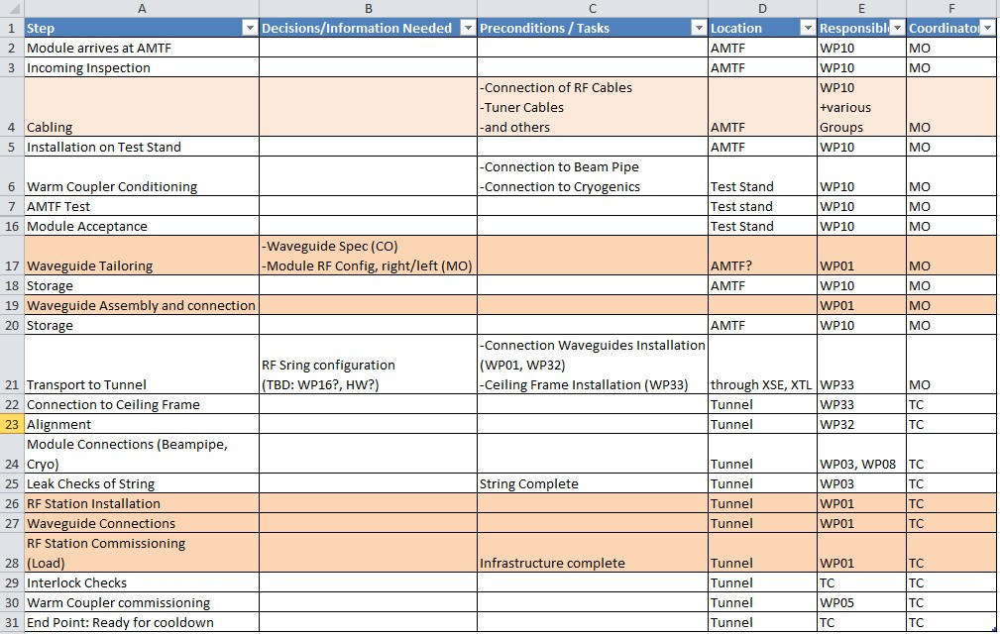 A B C D E F
1 Step Decisions/Information Needed Preconditions / Tasks Location Responsibl Coordinato
2 Module arrives at AMTF AMTF WP10 MO
3 Incoming Inspection AMTF WP10 MO
-Connection of RF Cables WP10
-Tuner Cables +various
4 Cabling -and others AMTF Groups MO
5 Installation on Test Stand AMTF WP10 MO
-Connection to Beam Pipe
6 Warm Coupler Conditioning -Connection to Cryogenics Test Stand WP10 MO
7 AMTF Test Test stand WP10 MO
16 Module Acceptance Test Stand WP10 MO
-Waveguide Spec (CO)
17 Waveguide Tailoring -Module RF Config, right/left (MO) AMTF? WP01 MO
18 Storage AMTF WP10 MO
19 Waveguide Assembly and connection WP01 MO
20 Storage AMTF WP10 MO
-Connection Waveguides Installation
RF Sring configuration (WP01, WP32)
21 Transport to Tunnel (TBD: WP16?, HW?) -Ceiling Frame Installation (WP33) through XSE, XTL WP33 MO
22 Connection to Ceiling Frame Tunnel WP33 TC
23 Alignment Tunnel WP32 TC
Module Connections (Beampipe,
24 Cryo) Tunnel WP03, WP08 TC
25 Leak Checks of String String Complete Tunnel WP03 TC
26 RF Station Installation Tunnel WP01 TC
27 Waveguide Connections Tunnel WP01 TC
RF Station Commissioning
28 (Load) Infrastructure complete Tunnel WP01 TC
29 Interlock Checks Tunnel TC TC
30 Warm Coupler commissioning Tunnel WP05 TC
31 End Point: Ready for cooldown Tunnel TC TC